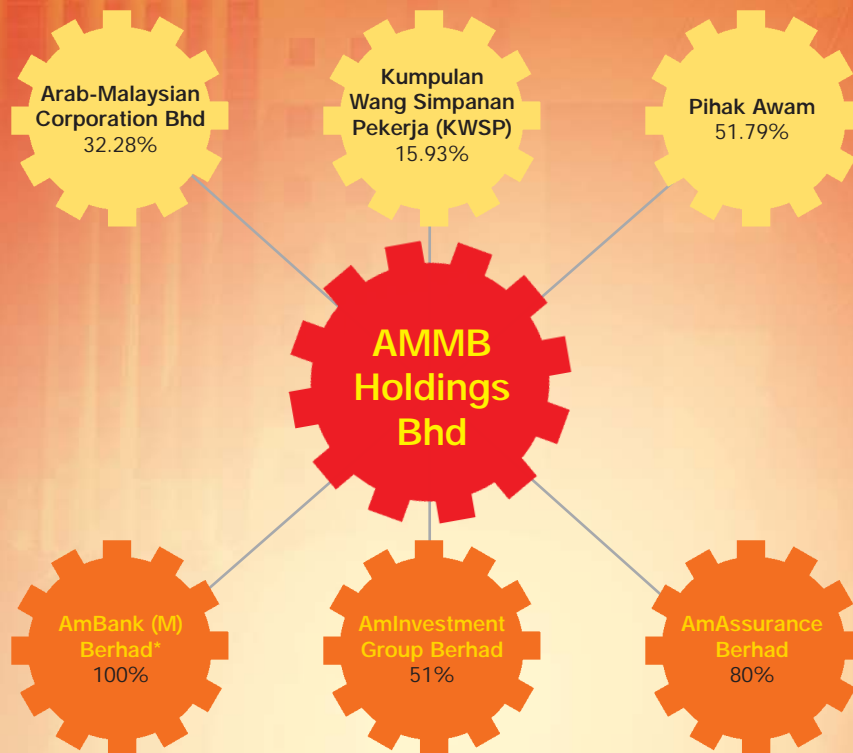 Arab-Malaysian
Corporation Bhd
32.28%
Kumpulan
Wang Simpanan
Pekerja (KWSP)
15.93%
Pihak Awam
51.79%
AMMB
Holdings
Bhd
AmBank (M)
Berhad*
100%
AmInvestment
Group Berhad
51%
AmAssurance
Berhad
80%